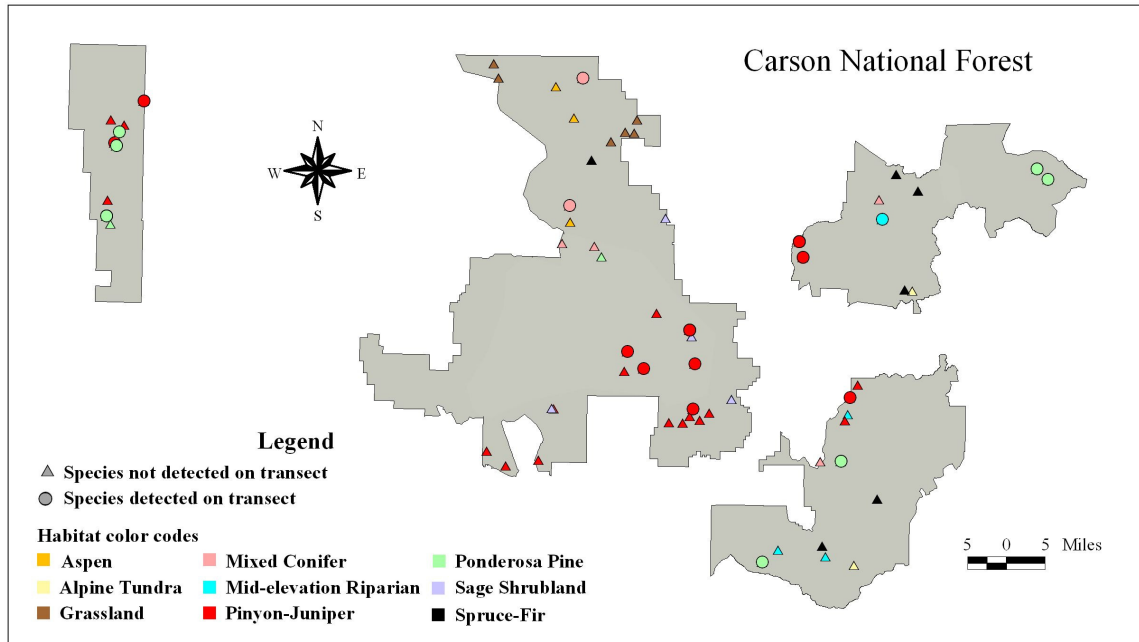 Carson National Forest
N
W E
S
Legend
Species not detected on transect
Species detected on transect
Habitat color codes
Aspen
Alpine Tundra
Grassland
Mixed Conifer
Mid-elevation Riparian
Pinyon-Juniper
Ponderosa Pine
Sage Shrubland
Spruce-Fir
5 0 5 Miles